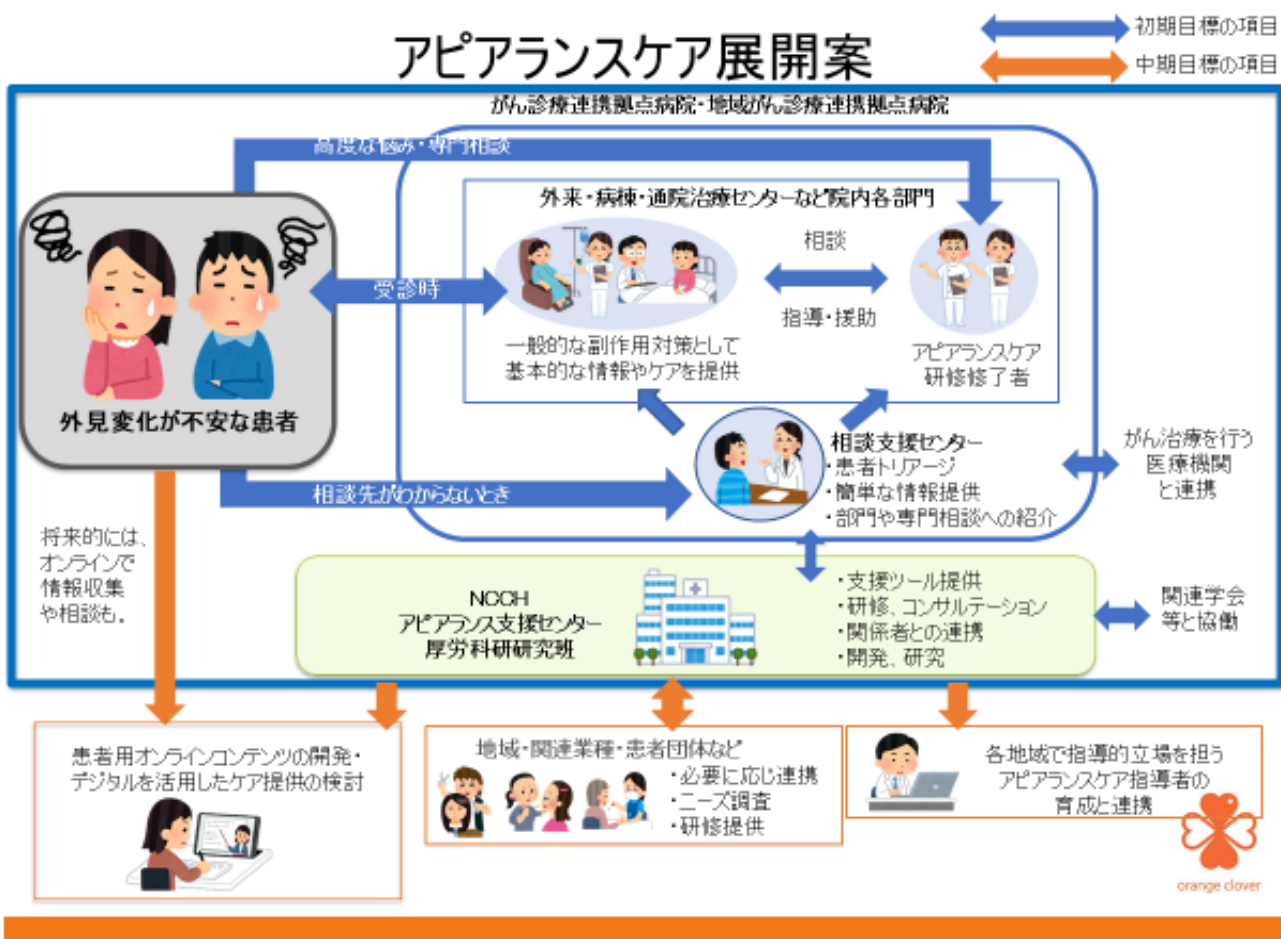 アピアランスケア展開案
初期目標の項目
中期目標の項目
がん診療連携拠点病院・地域がん診療連携拠点病院
高度な悩み・専門相談
外来・病棟・通院治療センターなど院内各部門
相談
受診時
指導・援助
一般的な副作用対策として
基本的な情報やケアを提供
アピアランスケア
研修修了者
外見変化が不安な患者
相談支援センター
・患者トリアージ
・簡単な情報提供
・部門や専門相談への紹介
がん治療を行う
医療機関
と連携
相談先がわからないとき
将来的には、
オンラインで
情報収集
や相談も。
NCCH
アピアランス支援センター
厚労科研研究班
・支援ツール提供
・研修、コンサルテーション
・関係者との連携
・開発、研究
関連学会
等と協働
患者用オンラインコンテンツの開発・
デジタルを活用したケア提供の検討
地域・関連業種・患者団体など
・必要に応じ連携
・ニーズ調査
・研修提供
各地域で指導的立場を担う
アピアランスケア指導者の
育成と連携
orange clover